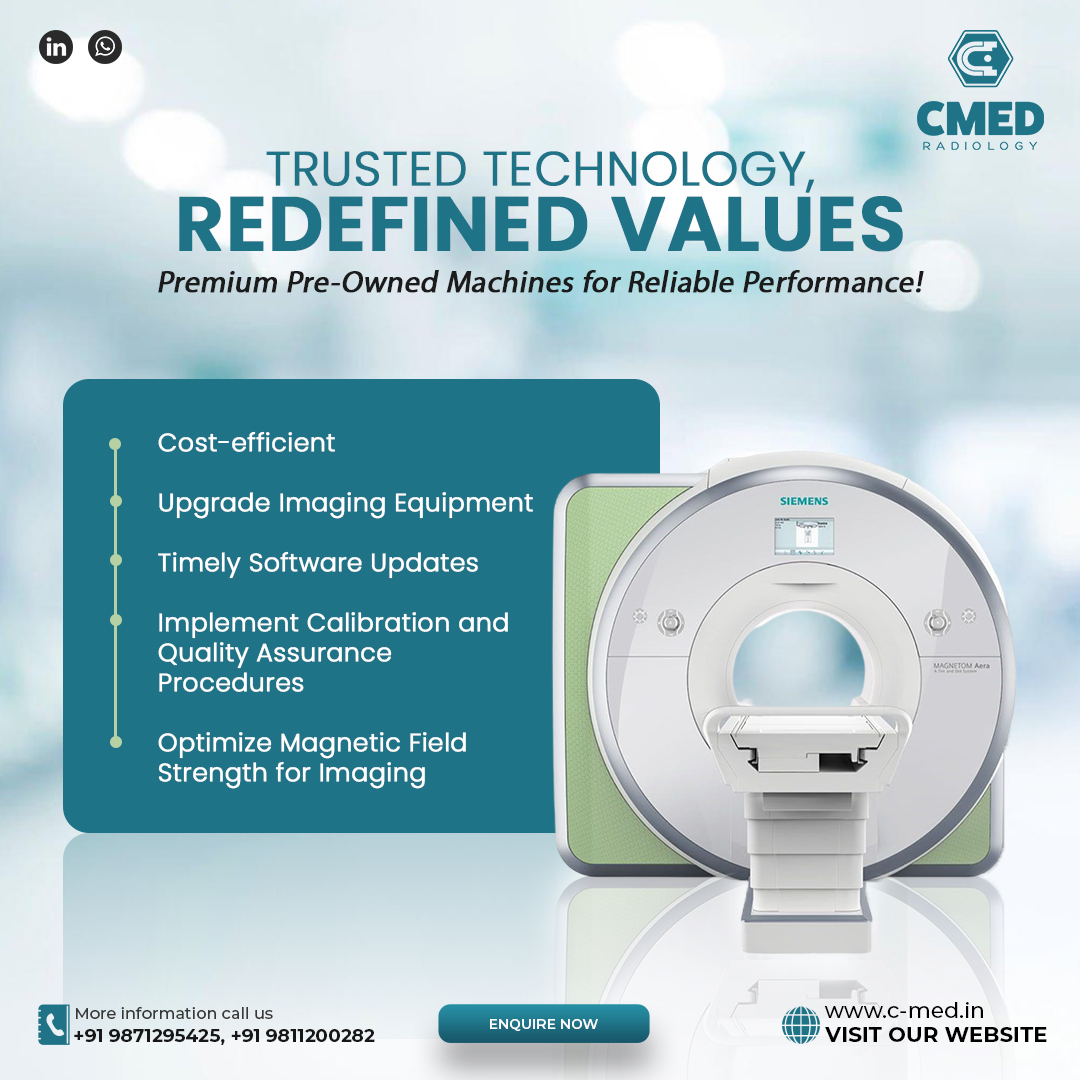 in
CMED
RADIOLOGY
TRUSTED TECHNOLOGY,
REDEFINED VALUES
Premium Pre-Owned Machines for Reliable Performance!
Cost-efficient
Upgrade Imaging Equipment
Timely Software Updates
Implement Calibration and
Quality Assurance
Procedures
Optimize Magnetic Field
Strength for Imaging
SIEMENS
MAGNETOM Aera
More information call us
+91 9871295425, +91 9811200282
ENQUIRE NOW
www.c-med.in
VISIT OUR WEBSITE